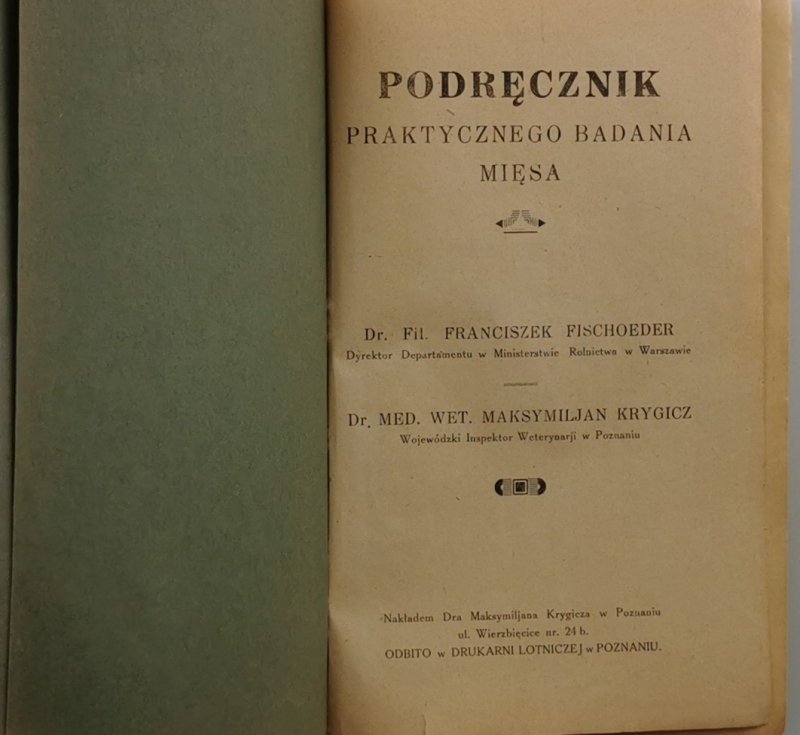 PODRĘCZNIK
PRAKTYCZNEGO BADANIA
MIĘSA
Dr. Fil. FRANCISZEK FISCHOEDER
Dyrektor Departamentu w Ministerstwie Rolnictwa w Warszawie
Dr. MED. WET. MAKSYMILJAN KRYGICZ
Wojewódzki Inspektor Weterynarji w Poznaniu
Nakładem Dra Maksymiljana Krygicza w Poznaniu
ul. Wierzbięcice nr. 24 b.
ODBITO w DRUKARNI LOTNICZEJ w POZNANIU.